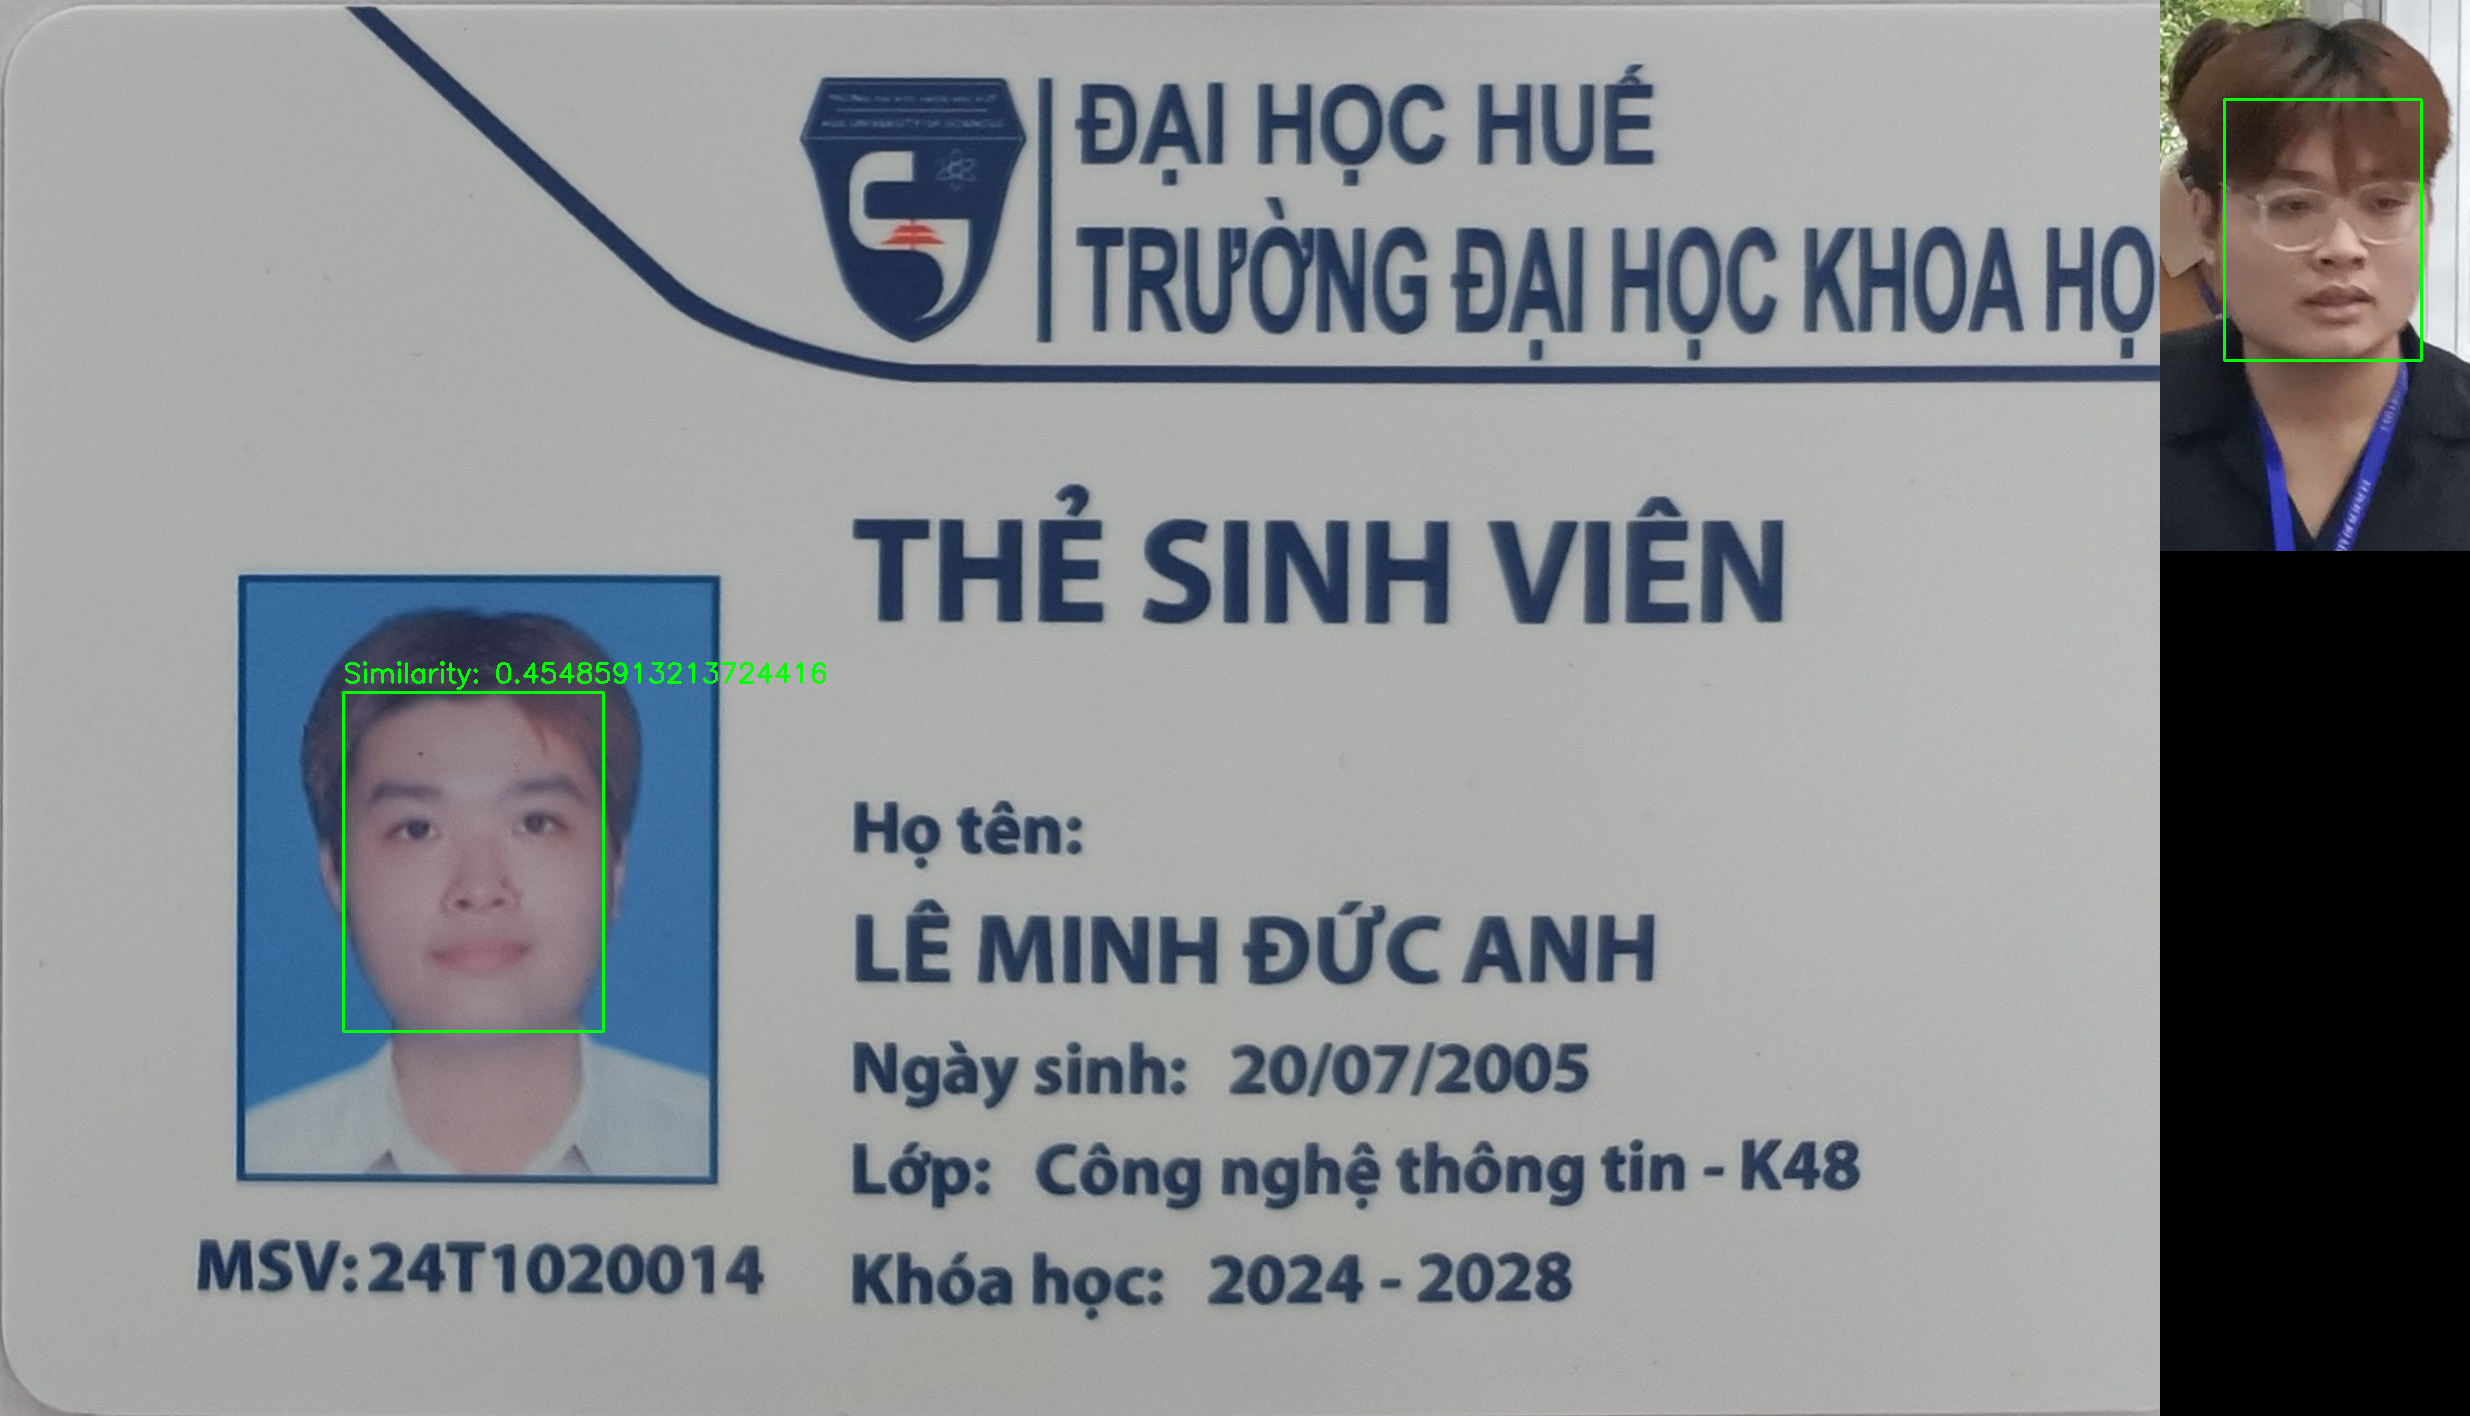 ĐẠI HỌC HUẾ
TRƯỜNG ĐẠI HỌC KHOA HỌ
THẺ SINH VIÊN
Similarity: 0.45485913213724416
Họ tên:
LÊ MINH ĐỨC ANH
Ngày sinh: 20/07/2005
Lớp: Công nghệ thông tin - K48
MSV: 24T1020014
Khóa học: 2024 - 2028